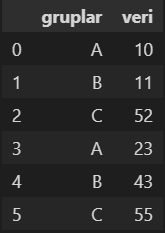 gruplar veri
0 A 10
1 B 11
2 C 52
3 A 23
4 B 43
5 C 55